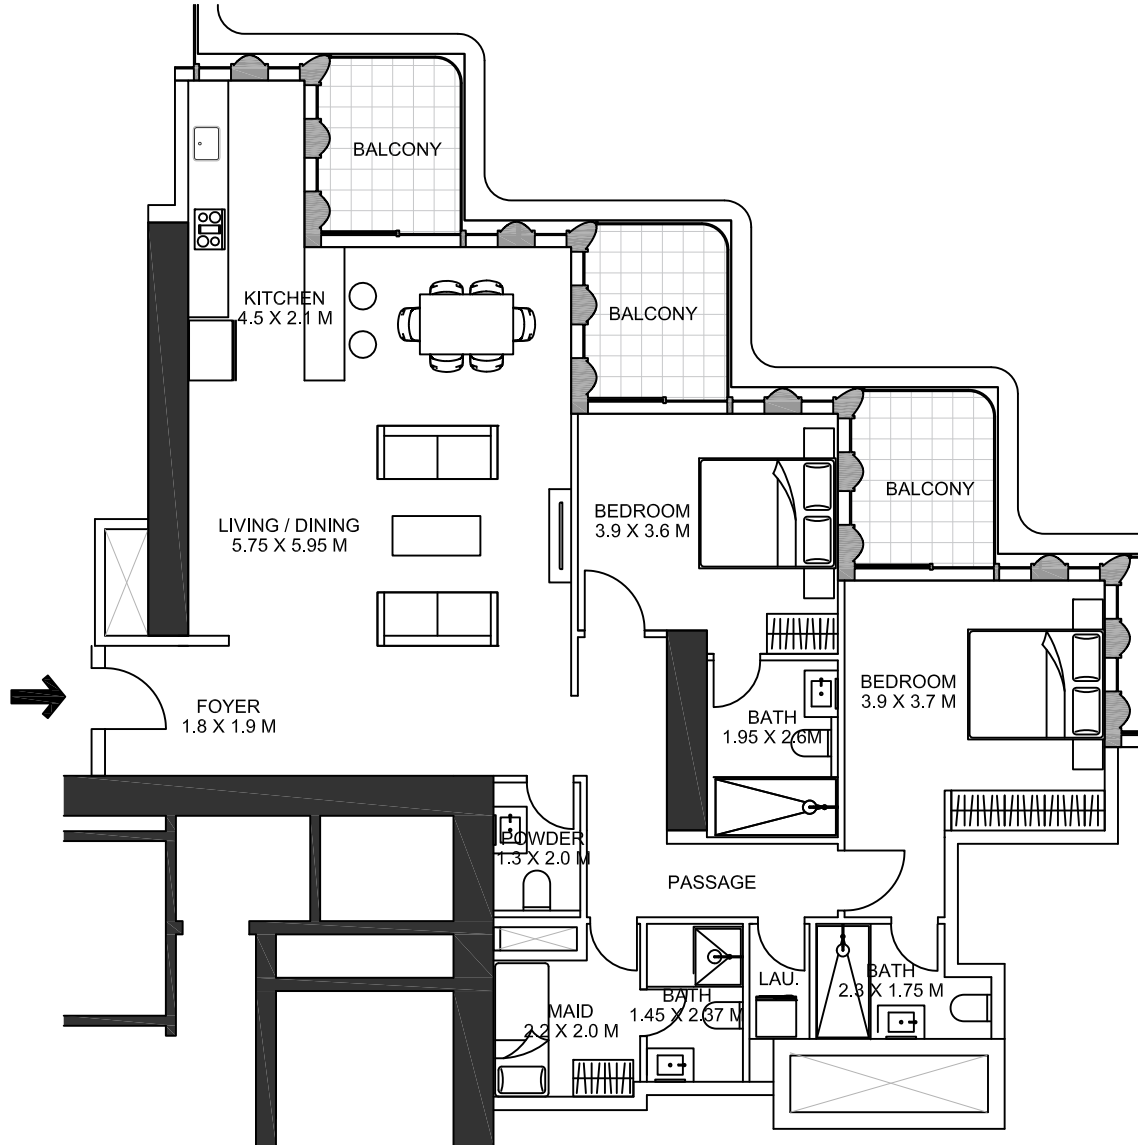 BALCONY
KITCHEN
4.5 X 2.1 M
BALCONY
BALCONY
BEDROOM
3.9 X 3.6 M
LIVING / DINING
5.75 X 5.95 M
BEDROOM
3.9 X 3.7 M
FOYER
1.8 X 1.9 M
BATH
1.95 X 2.6M
POWDER
1.3 X 2.0 M
PASSAGE
BATH
2.3 X 1.75 M
LAU.
BATH
1.45 X 2.37 M
MAID
2.2 X 2.0 M